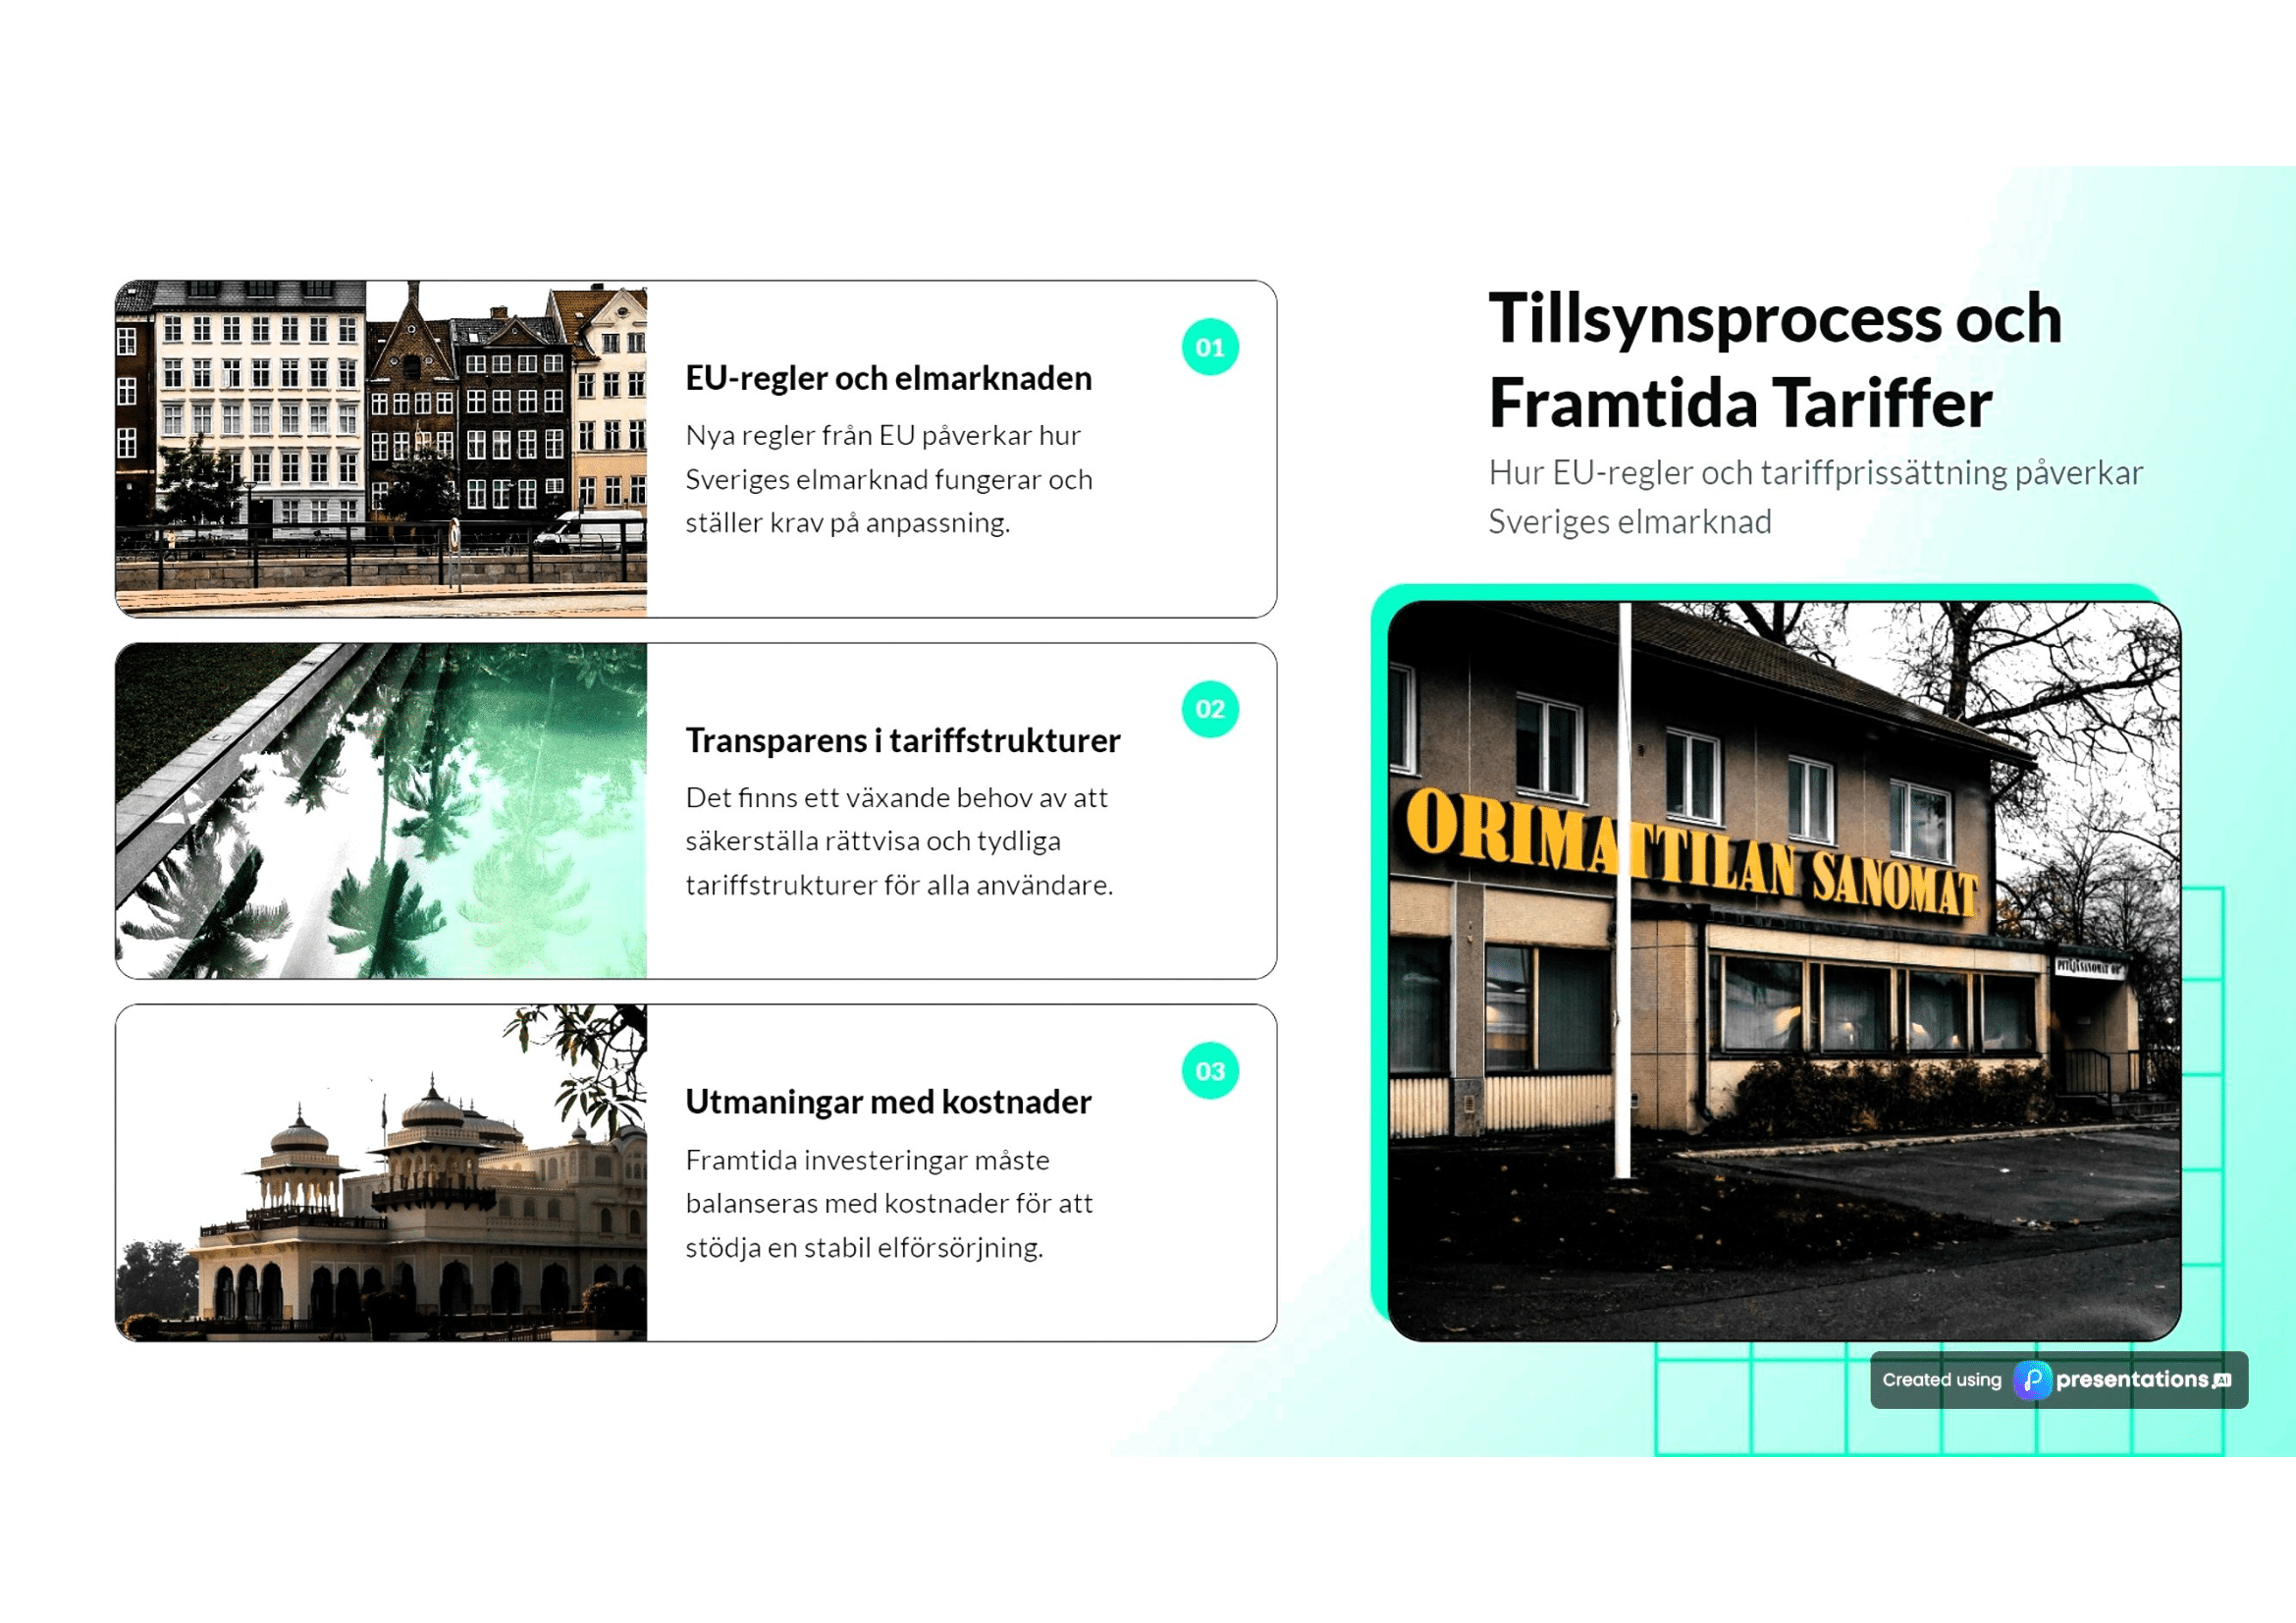 Tillsynsprocess och
Framtida Tariffer
Hur EU-regler och tariffprissättning påverkar
Sveriges elmarknad
01
EU-regler och elmarknaden
Nya regler från EU påverkar hur
Sveriges elmarknad fungerar och
ställer krav på anpassning.
02
Transparens i tariffstrukturer
Det finns ett växande behov av att
säkerställa rättvisa och tydliga
tariffstrukturer för alla användare.
03
Utmaningar med kostnader
Framtida investeringar måste
balanseras med kostnader för att
stödja en stabil elförsörjning.
ORIMATTILAN SANOMAT
Created using presentations.AI